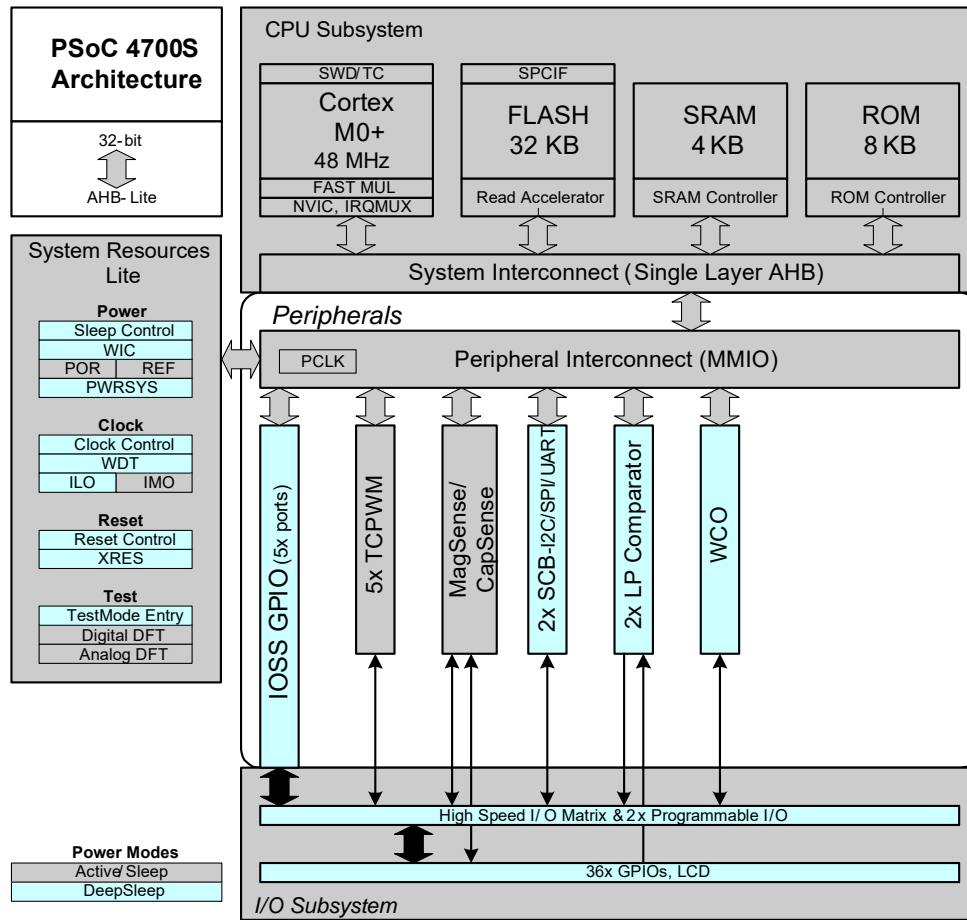 PSoC 4700S
Architecture
32-bit
AHB- Lite
CPU Subsystem
SWD/TC
Cortex
M0+
48 MHz
FAST MUL
NVIC, IRQMUX
SPCIF
FLASH
32 KB
Read Accelerator
SRAM
4 KB
SRAM Controller
ROM
8 KB
ROM Controller
System Interconnect (Single Layer AHB)
System Resources
Lite
Power
Sleep Control
WIC
POR
REF
PWRSYS
Clock
Clock Control
WDT
ILO
IMO
Reset
Reset Control
XRES
Test
TestMode Entry
Digital DFT
Analog DFT
Peripherals
PCLK
Peripheral Interconnect (MMIO)
IOSS GPIO (5x ports)
5x TCPWM
MagSense/
CapSense
2x SCB-I2C/SPI/UART
2x LP Comparator
WCO
High Speed I/O Matrix & 2x Programmable I/O
36x GPIOs, LCD
I/O Subsystem
Power Modes
Active/Sleep
DeepSleep